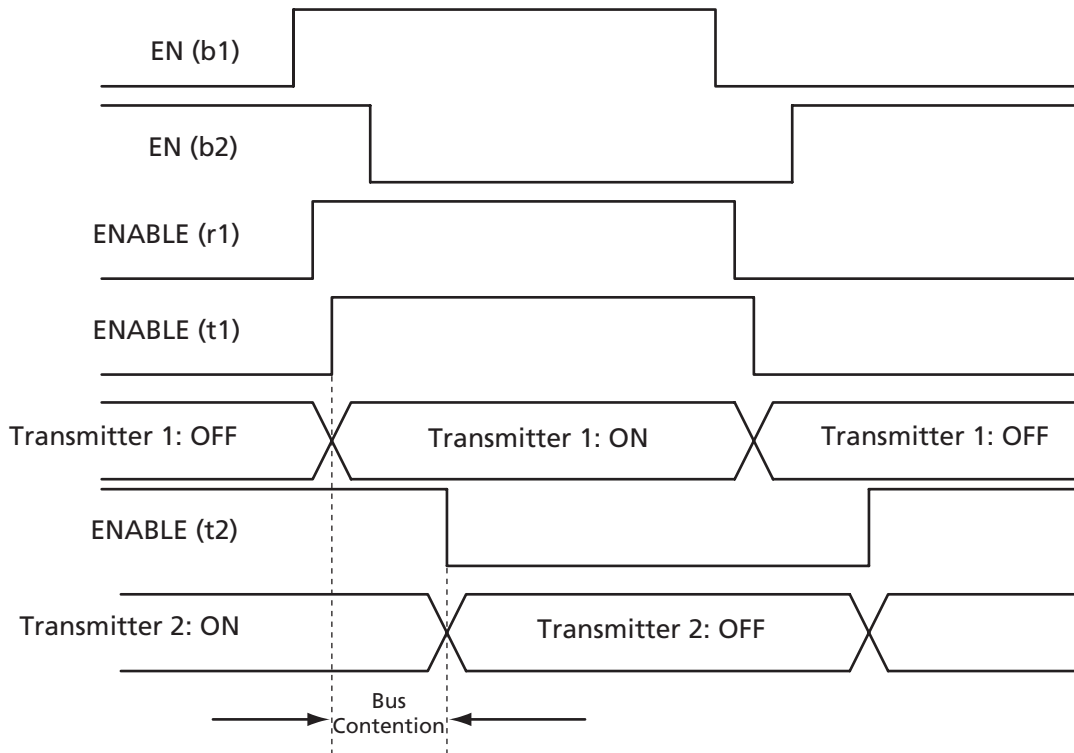 EN (b1)
EN (b2)
ENABLE (r1)
ENABLE (t1)
Transmitter 1: OFF
Transmitter 1: ON
Transmitter 1: OFF
ENABLE (t2)
Transmitter 2: ON
Transmitter 2: OFF
Bus
Contention